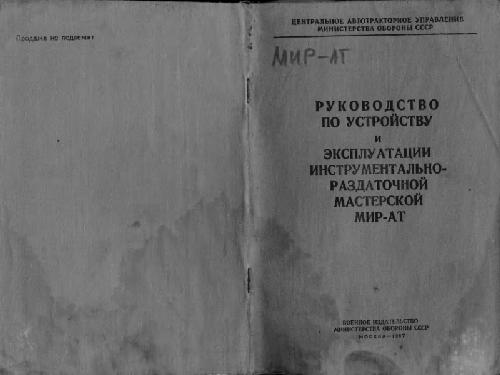 Продаже не подлежит
ЦЕНТРАЛЬНОЕ АВТОТРАКТОРНОЕ УПРАВЛЕНИЕ
МИНИСТЕРСТВА ОБОРОНЫ СССР
МИР-АТ
РУКОВОДСТВО
ПО УСТРОЙСТВУ
и
ЭКСПЛУАТАЦИИ
ИНСТРУМЕНТАЛЬНО-
РАЗДАТОЧНОЙ
МАСТЕРСКОЙ
МИР-АТ
ВОЕННОЕ ИЗДАТЕЛЬСТВО
МИНИСТЕРСТВА ОБОРОНЫ СССР
МОСКВА